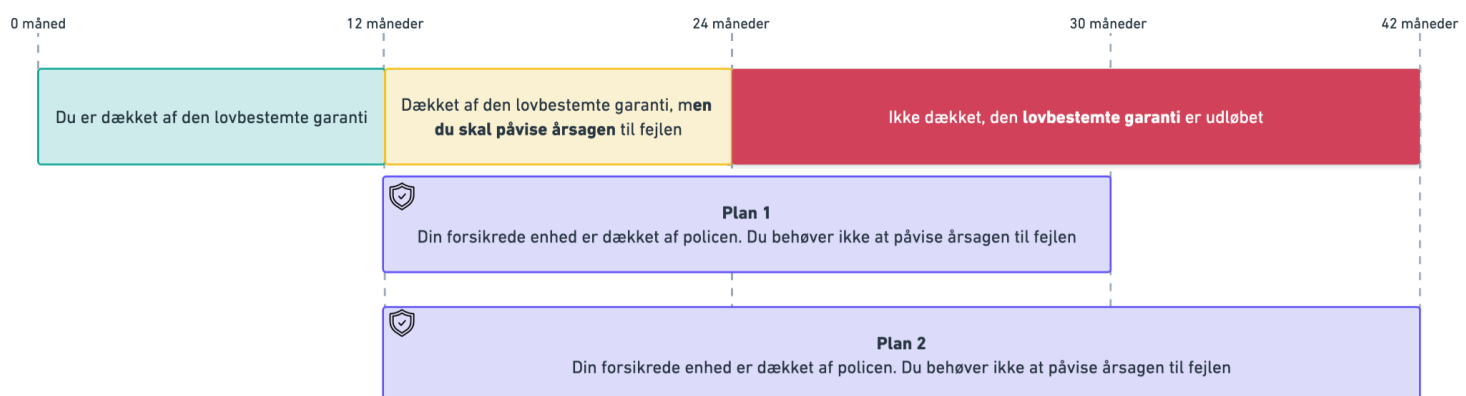 0 måned
12 måneder
24 måneder
30 måneder
42 måneder
Du er dækket af den lovbestemte garanti
Dækket af den lovbestemte garanti, men
du skal påvise årsagen til fejlen
Ikke dækket, den lovbestemte garanti er udløbet
Plan 1
Din forsikrede enhed er dækket af policen. Du behøver ikke at påvise årsagen til fejlen
Plan 2
Din forsikrede enhed er dækket af policen. Du behøver ikke at påvise årsagen til fejlen